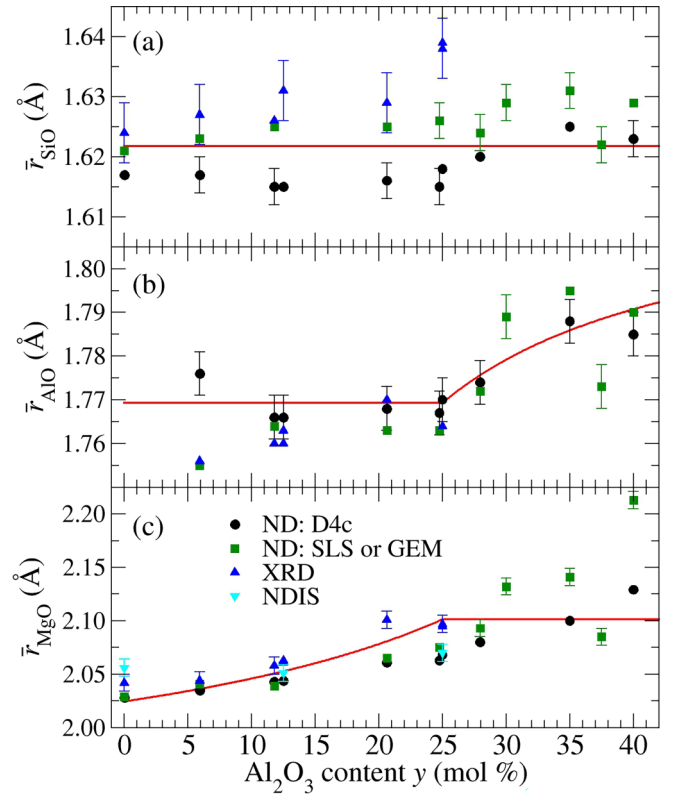 (a)
1.64
1.63
1.62
1.61
r̄SiO (Å)
(b)
1.80
1.79
1.78
1.77
1.76
r̄AlO (Å)
(c)
2.20
2.15
2.10
2.05
2.00
r̄MgO (Å)
ND: D4c
ND: SLS or GEM
XRD
NDIS
0 5 10 15 20 25 30 35 40
Al₂O₃ content y (mol %)